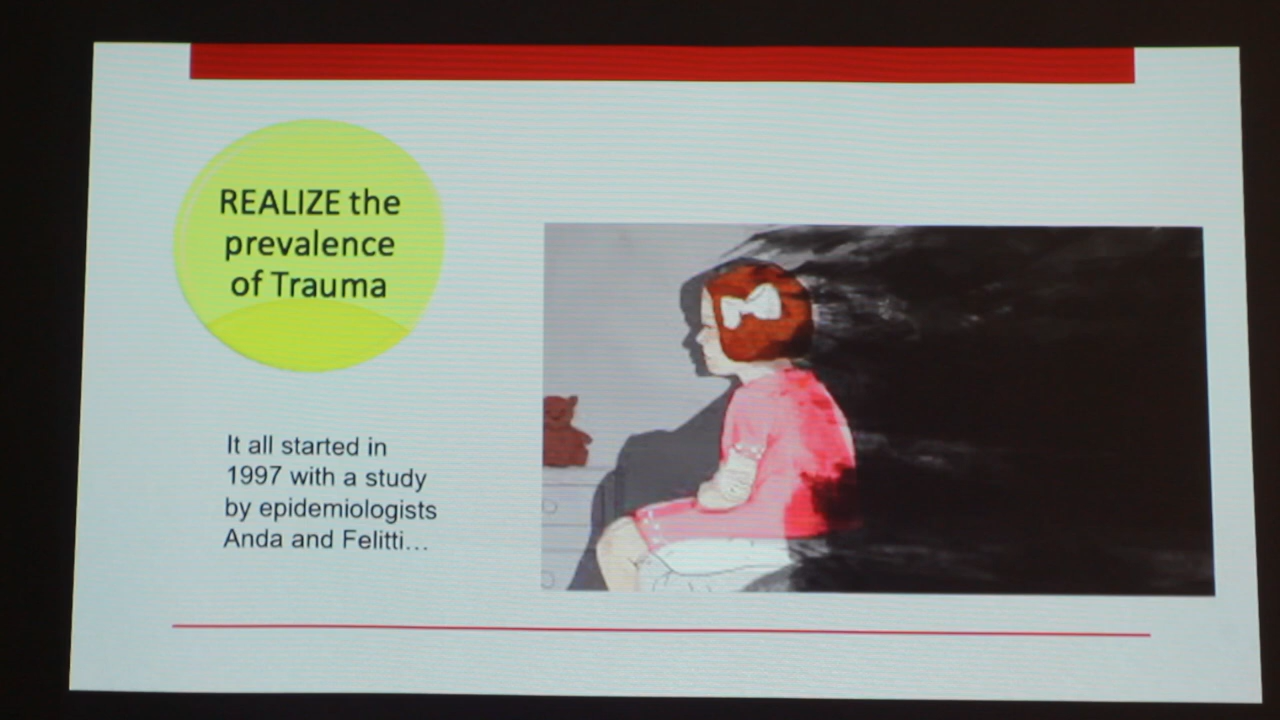 REALIZE the
prevalence
of Trauma
It all started in
1997 with a study
by epidemiologists
Anda and Felitti…